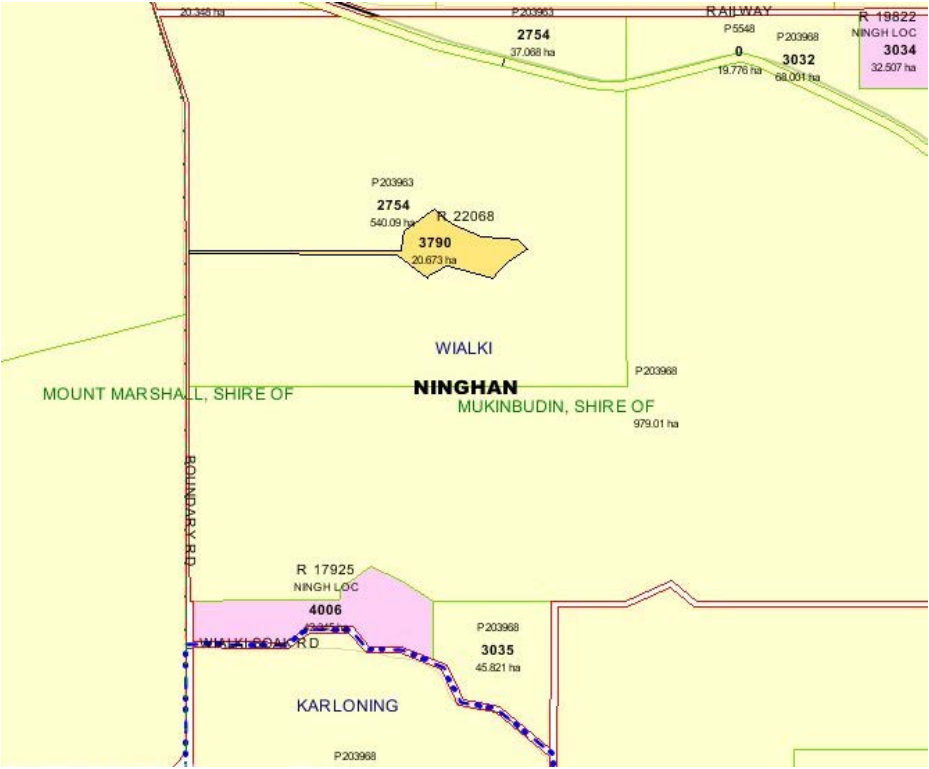 20.348 ha
P203963
2754
37.068 ha
RAILWAY
P5548
0
19.776 ha
P203968
3032
68.001 ha
R 19822
NINGH LOC
3034
32.507 ha
P203963
2754
540.09 ha
R 22068
3790
20.673 ha
WIALKI
P203968
NINGHAN
MOUNT MARSHALL, SHIRE OF
MUKINBUDIN, SHIRE OF
979.01 ha
BOUNDARY RD
R 17925
NINGH LOC
4006
WIALKI SOAK RD
P203968
3035
45.821 ha
KARLONING
P203968